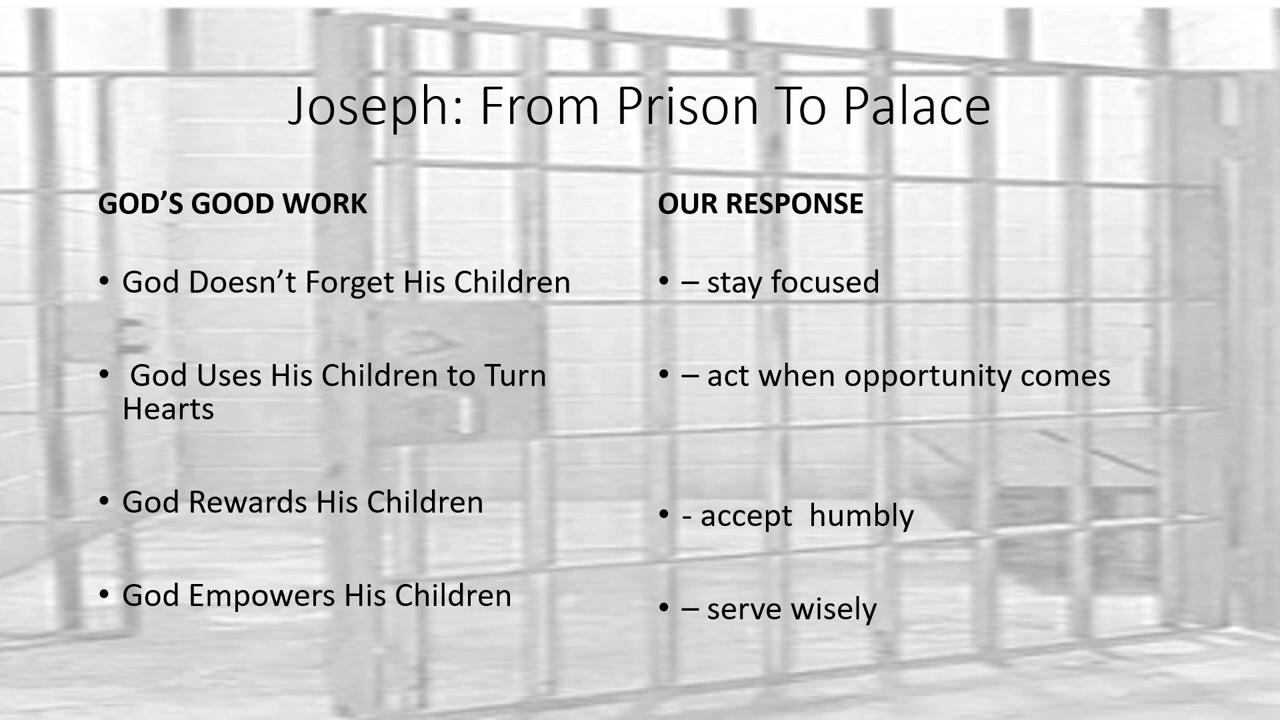 Joseph: From Prison To Palace
GOD’S GOOD WORK
• God Doesn’t Forget His Children
• God Uses His Children to Turn
Hearts
• God Rewards His Children
• God Empowers His Children
OUR RESPONSE
• – stay focused
• – act when opportunity comes
• - accept  humbly
• – serve wisely